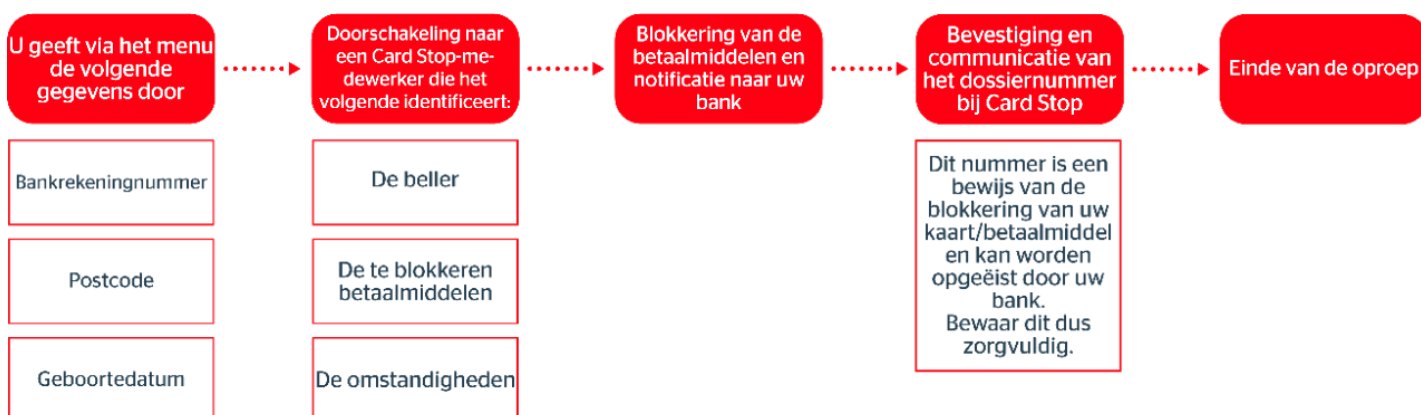 U geeft via het menu
de volgende
gegevens door
Bankrekeningnummer
Postcode
Geboortedatum
Doorschakeling naar
een Card Stop-me-
dewerker die het
volgende identificeert:
De beller
De te blokkeren
betaalmiddelen
De omstandigheden
Blokkering van de
betaalmiddelen en
notificatie naar uw
bank
Bevestiging en
communicatie van
het dossiernummer
bij Card Stop
Dit nummer is een
bewijs van de
blokkering van uw
kaart/betaalmiddel
en kan worden
opgeëist door uw
bank.
Bewaar dit dus
zorgvuldig.
Einde van de oproep